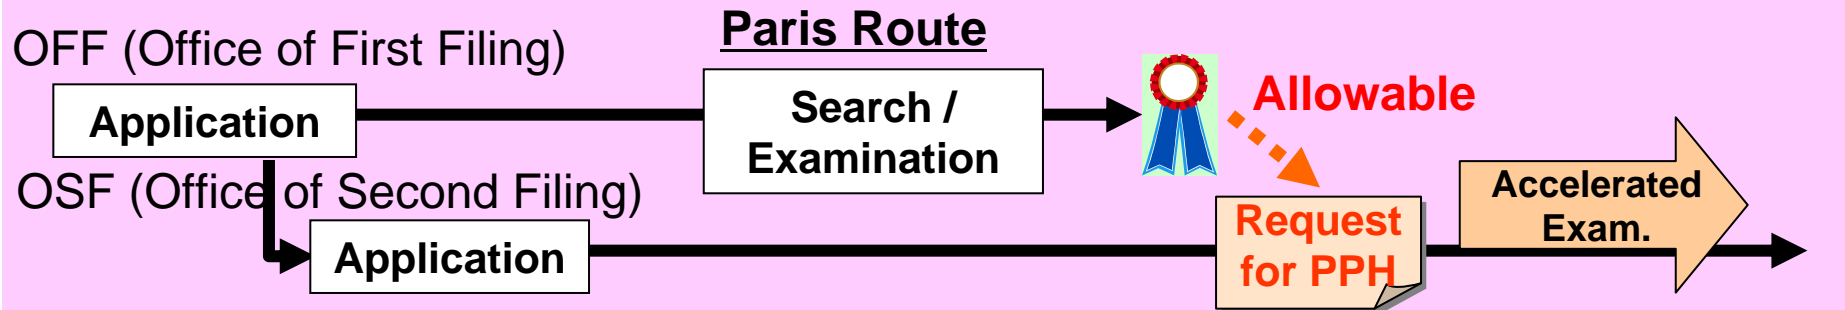 Paris Route
OFF (Office of First Filing)
Application
Search /
Examination
Allowable
OSF (Office of Second Filing)
Application
Request
for PPH
Accelerated
Exam.